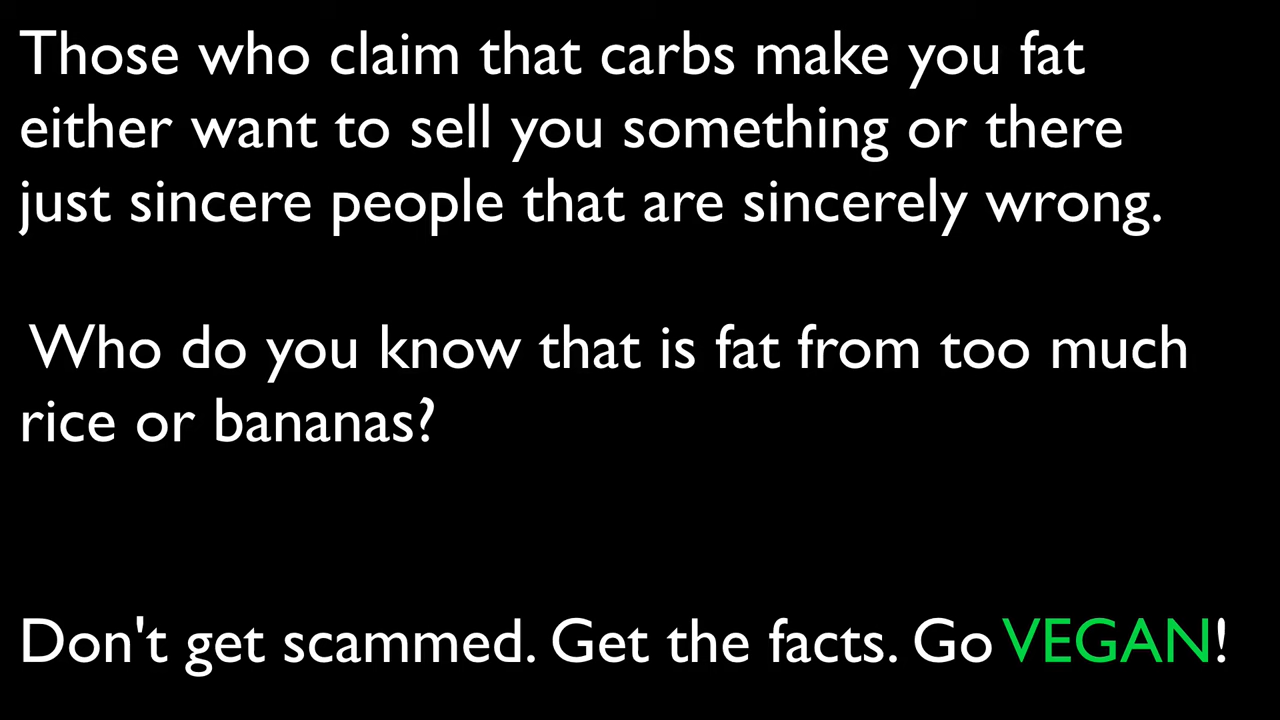 Those who claim that carbs make you fat
either want to sell you something or there
just sincere people that are sincerely wrong.
Who do you know that is fat from too much
rice or bananas?
Don't get scammed. Get the facts. Go VEGAN!